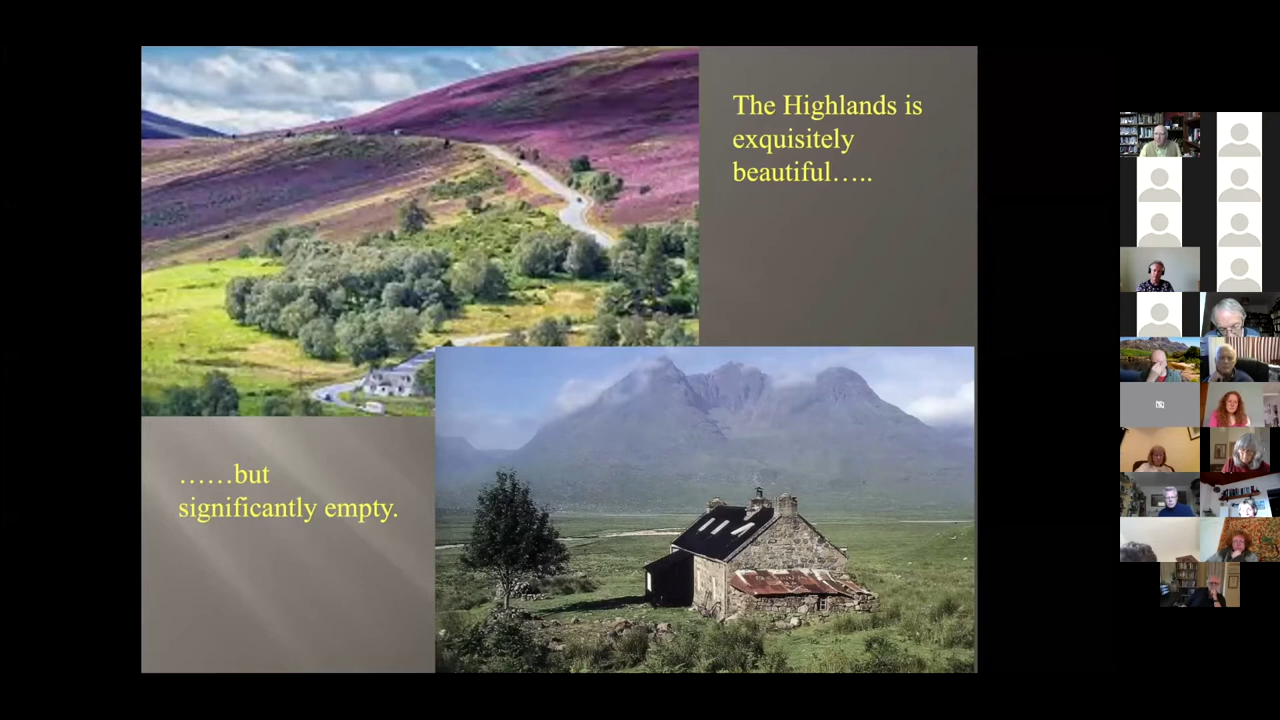 The Highlands is
exquisitely
beautiful…..
……but
significantly empty.